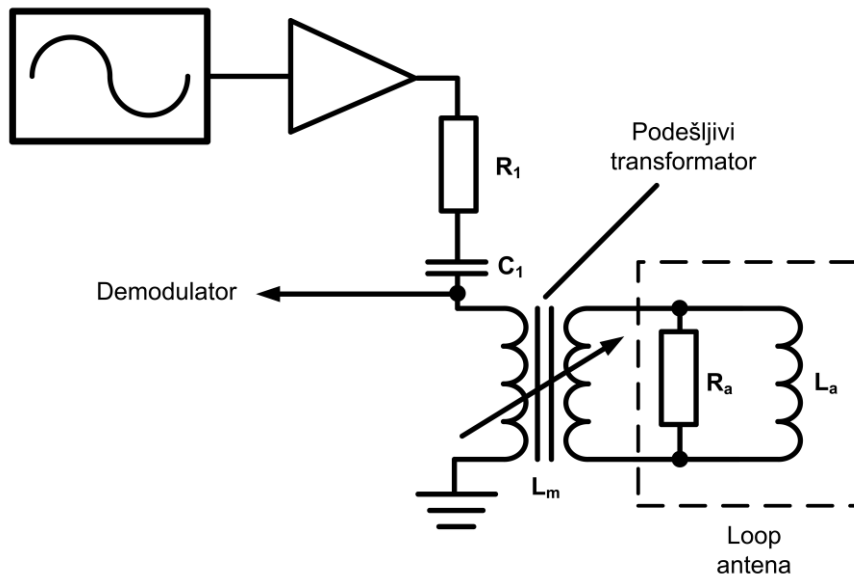 Podešljivi
transformator
R₁
C₁
Demodulator
Rₐ
Lₐ
Lₘ
Loop
antena